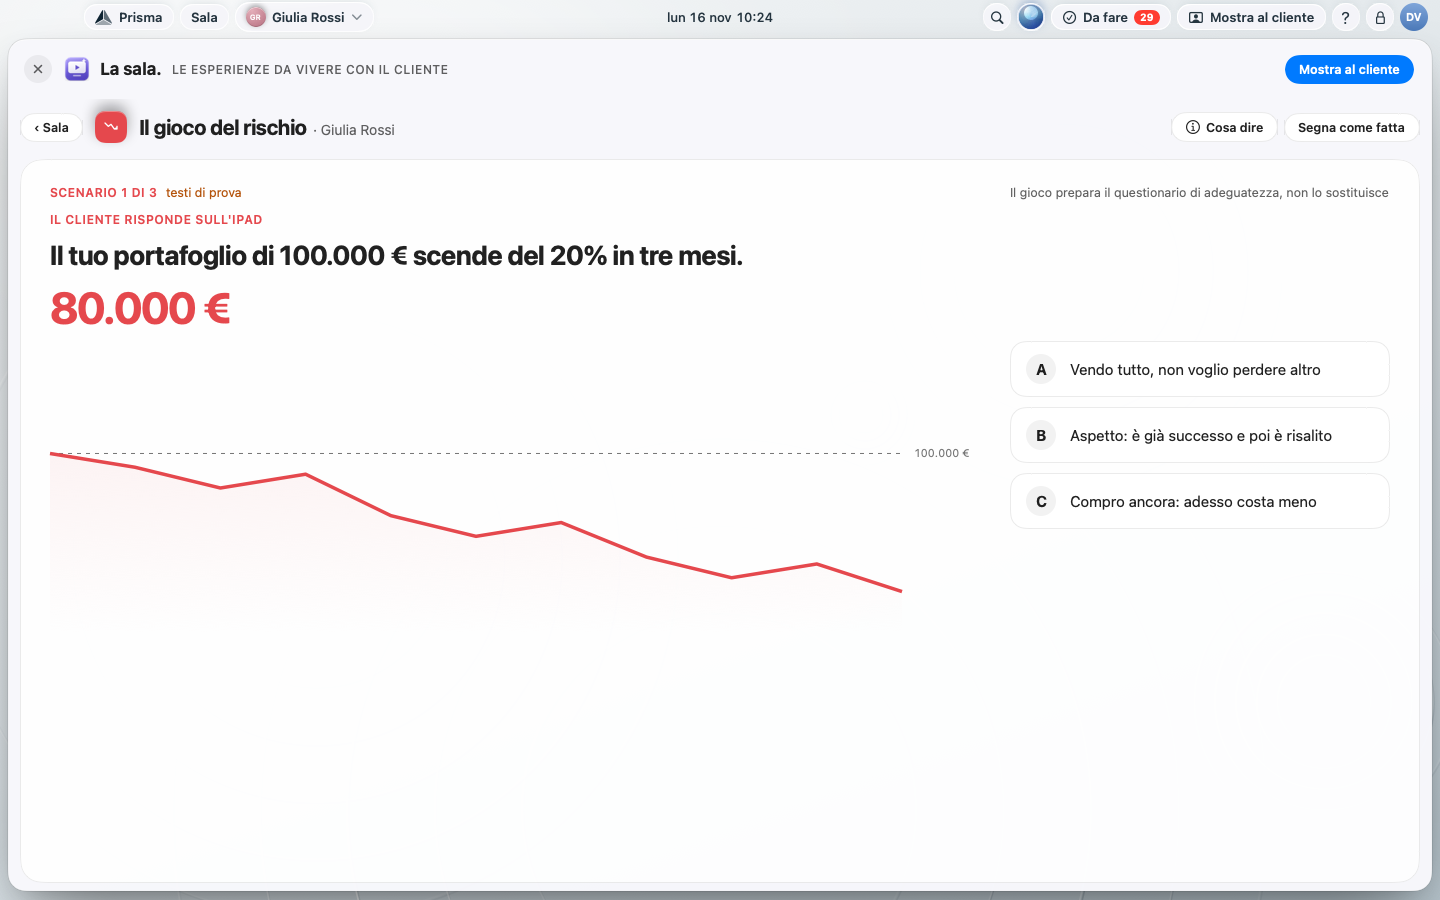 Prisma
Sala
GR Giulia Rossi
lun 16 nov 10:24
Da fare 29
Mostra al cliente
?
DV
La sala. LE ESPERIENZE DA VIVERE CON IL CLIENTE
Mostra al cliente
‹ Sala
Il gioco del rischio · Giulia Rossi
Cosa dire
Segna come fatta
SCENARIO 1 DI 3 testi di prova
Il gioco prepara il questionario di adeguatezza, non lo sostituisce
IL CLIENTE RISPONDE SULL'IPAD
Il tuo portafoglio di 100.000 € scende del 20% in tre mesi.
80.000 €
100.000 €
A Vendo tutto, non voglio perdere altro
B Aspetto: è già successo e poi è risalito
C Compro ancora: adesso costa meno